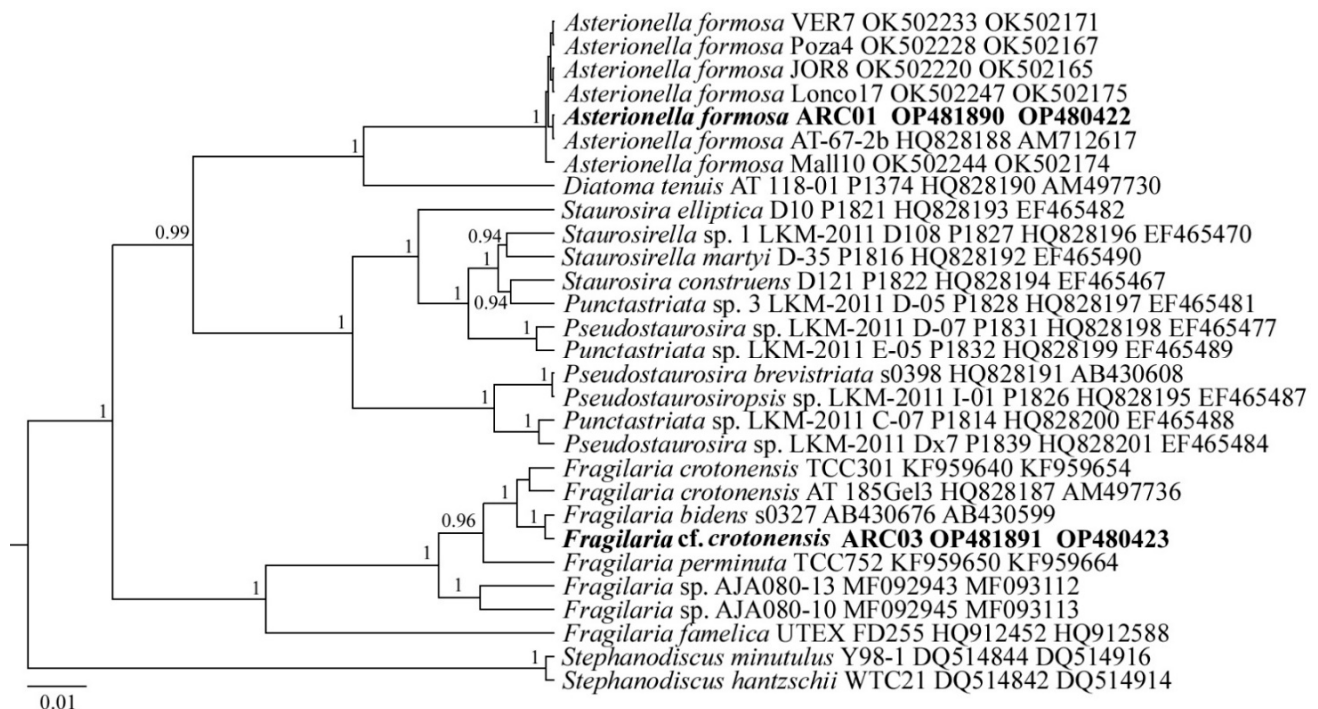 Asterionella formosa VER7 OK502233 OK502171
Asterionella formosa Poza4 OK502228 OK502167
Asterionella formosa JOR8 OK502220 OK502165
Asterionella formosa Lonco17 OK502247 OK502175
1
Asterionella formosa ARC01 OP481890 OP480422
1
Asterionella formosa AT-67-2b HQ828188 AM712617
Asterionella formosa Mall10 OK502244 OK502174
Diatoma tenuis AT 118-01 P1374 HQ828190 AM497730
Staurosira elliptica D10 P1821 HQ828193 EF465482
0.99
0.94
Staurosirella sp. 1 LKM-2011 D108 P1827 HQ828196 EF465470
1
1
Staurosirella martyi D-35 P1816 HQ828192 EF465490
Staurosira construens D121 P1822 HQ828194 EF465467
1
0.94
Punctastriata sp. 3 LKM-2011 D-05 P1828 HQ828197 EF465481
1
1
Pseudostaurosira sp. LKM-2011 D-07 P1831 HQ828198 EF465477
Punctastriata sp. LKM-2011 E-05 P1832 HQ828199 EF465489
1
Pseudostaurosira brevistriata s0398 HQ828191 AB430608
Pseudostaurosiropsis sp. LKM-2011 I-01 P1826 HQ828195 EF465487
1
1
1
Punctastriata sp. LKM-2011 C-07 P1814 HQ828200 EF465488
Pseudostaurosira sp. LKM-2011 Dx7 P1839 HQ828201 EF465484
Fragilaria crotonensis TCC301 KF959640 KF959654
1
Fragilaria crotonensis AT 185Gel3 HQ828187 AM497736
0.96
1
Fragilaria bidens s0327 AB430676 AB430599
Fragilaria cf. crotonensis ARC03 OP481891 OP480423
1
Fragilaria perminuta TCC752 KF959650 KF959664
1
1
Fragilaria sp. AJA080-13 MF092943 MF093112
Fragilaria sp. AJA080-10 MF092945 MF093113
Fragilaria famelica UTEX FD255 HQ912452 HQ912588
1
Stephanodiscus minutulus Y98-1 DQ514844 DQ514916
Stephanodiscus hantzschii WTC21 DQ514842 DQ514914
0.01